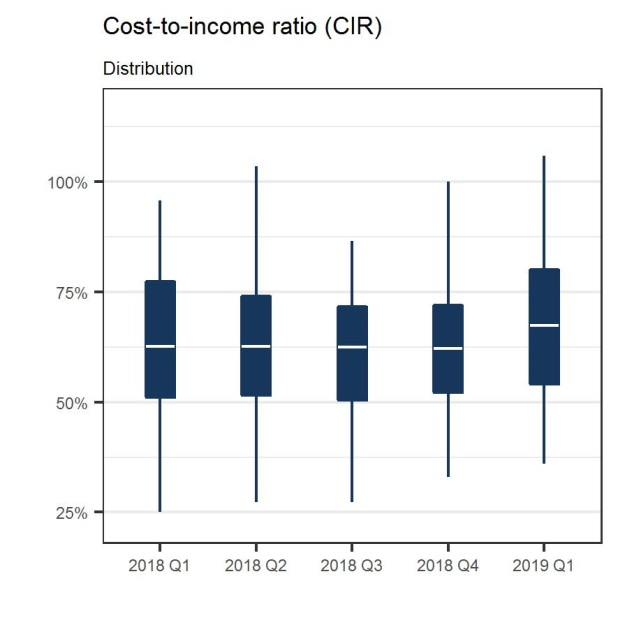 Cost-to-income ratio (CIR)
Distribution
100%
75%
50%
25%
2018 Q1 2018 Q2 2018 Q3 2018 Q4 2019 Q1